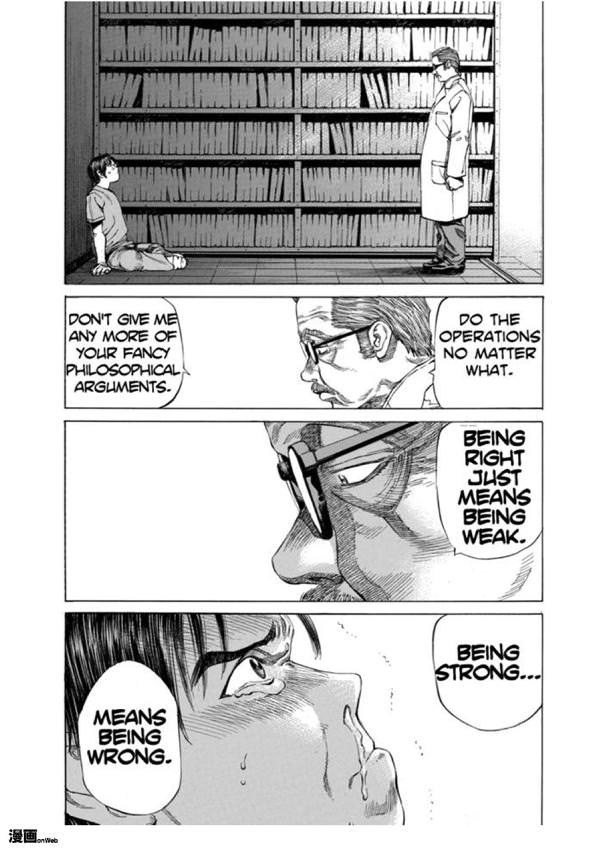 DO THE
OPERATIONS
NO MATTER
WHAT.
DON'T GIVE ME
ANY MORE OF
YOUR FANCY
PHILOSOPHICAL
ARGUMENTS.
BEING
RIGHT
JUST
MEANS
BEING
WEAK.
BEING
STRONG...
MEANS
BEING
WRONG.
漫画onWeb